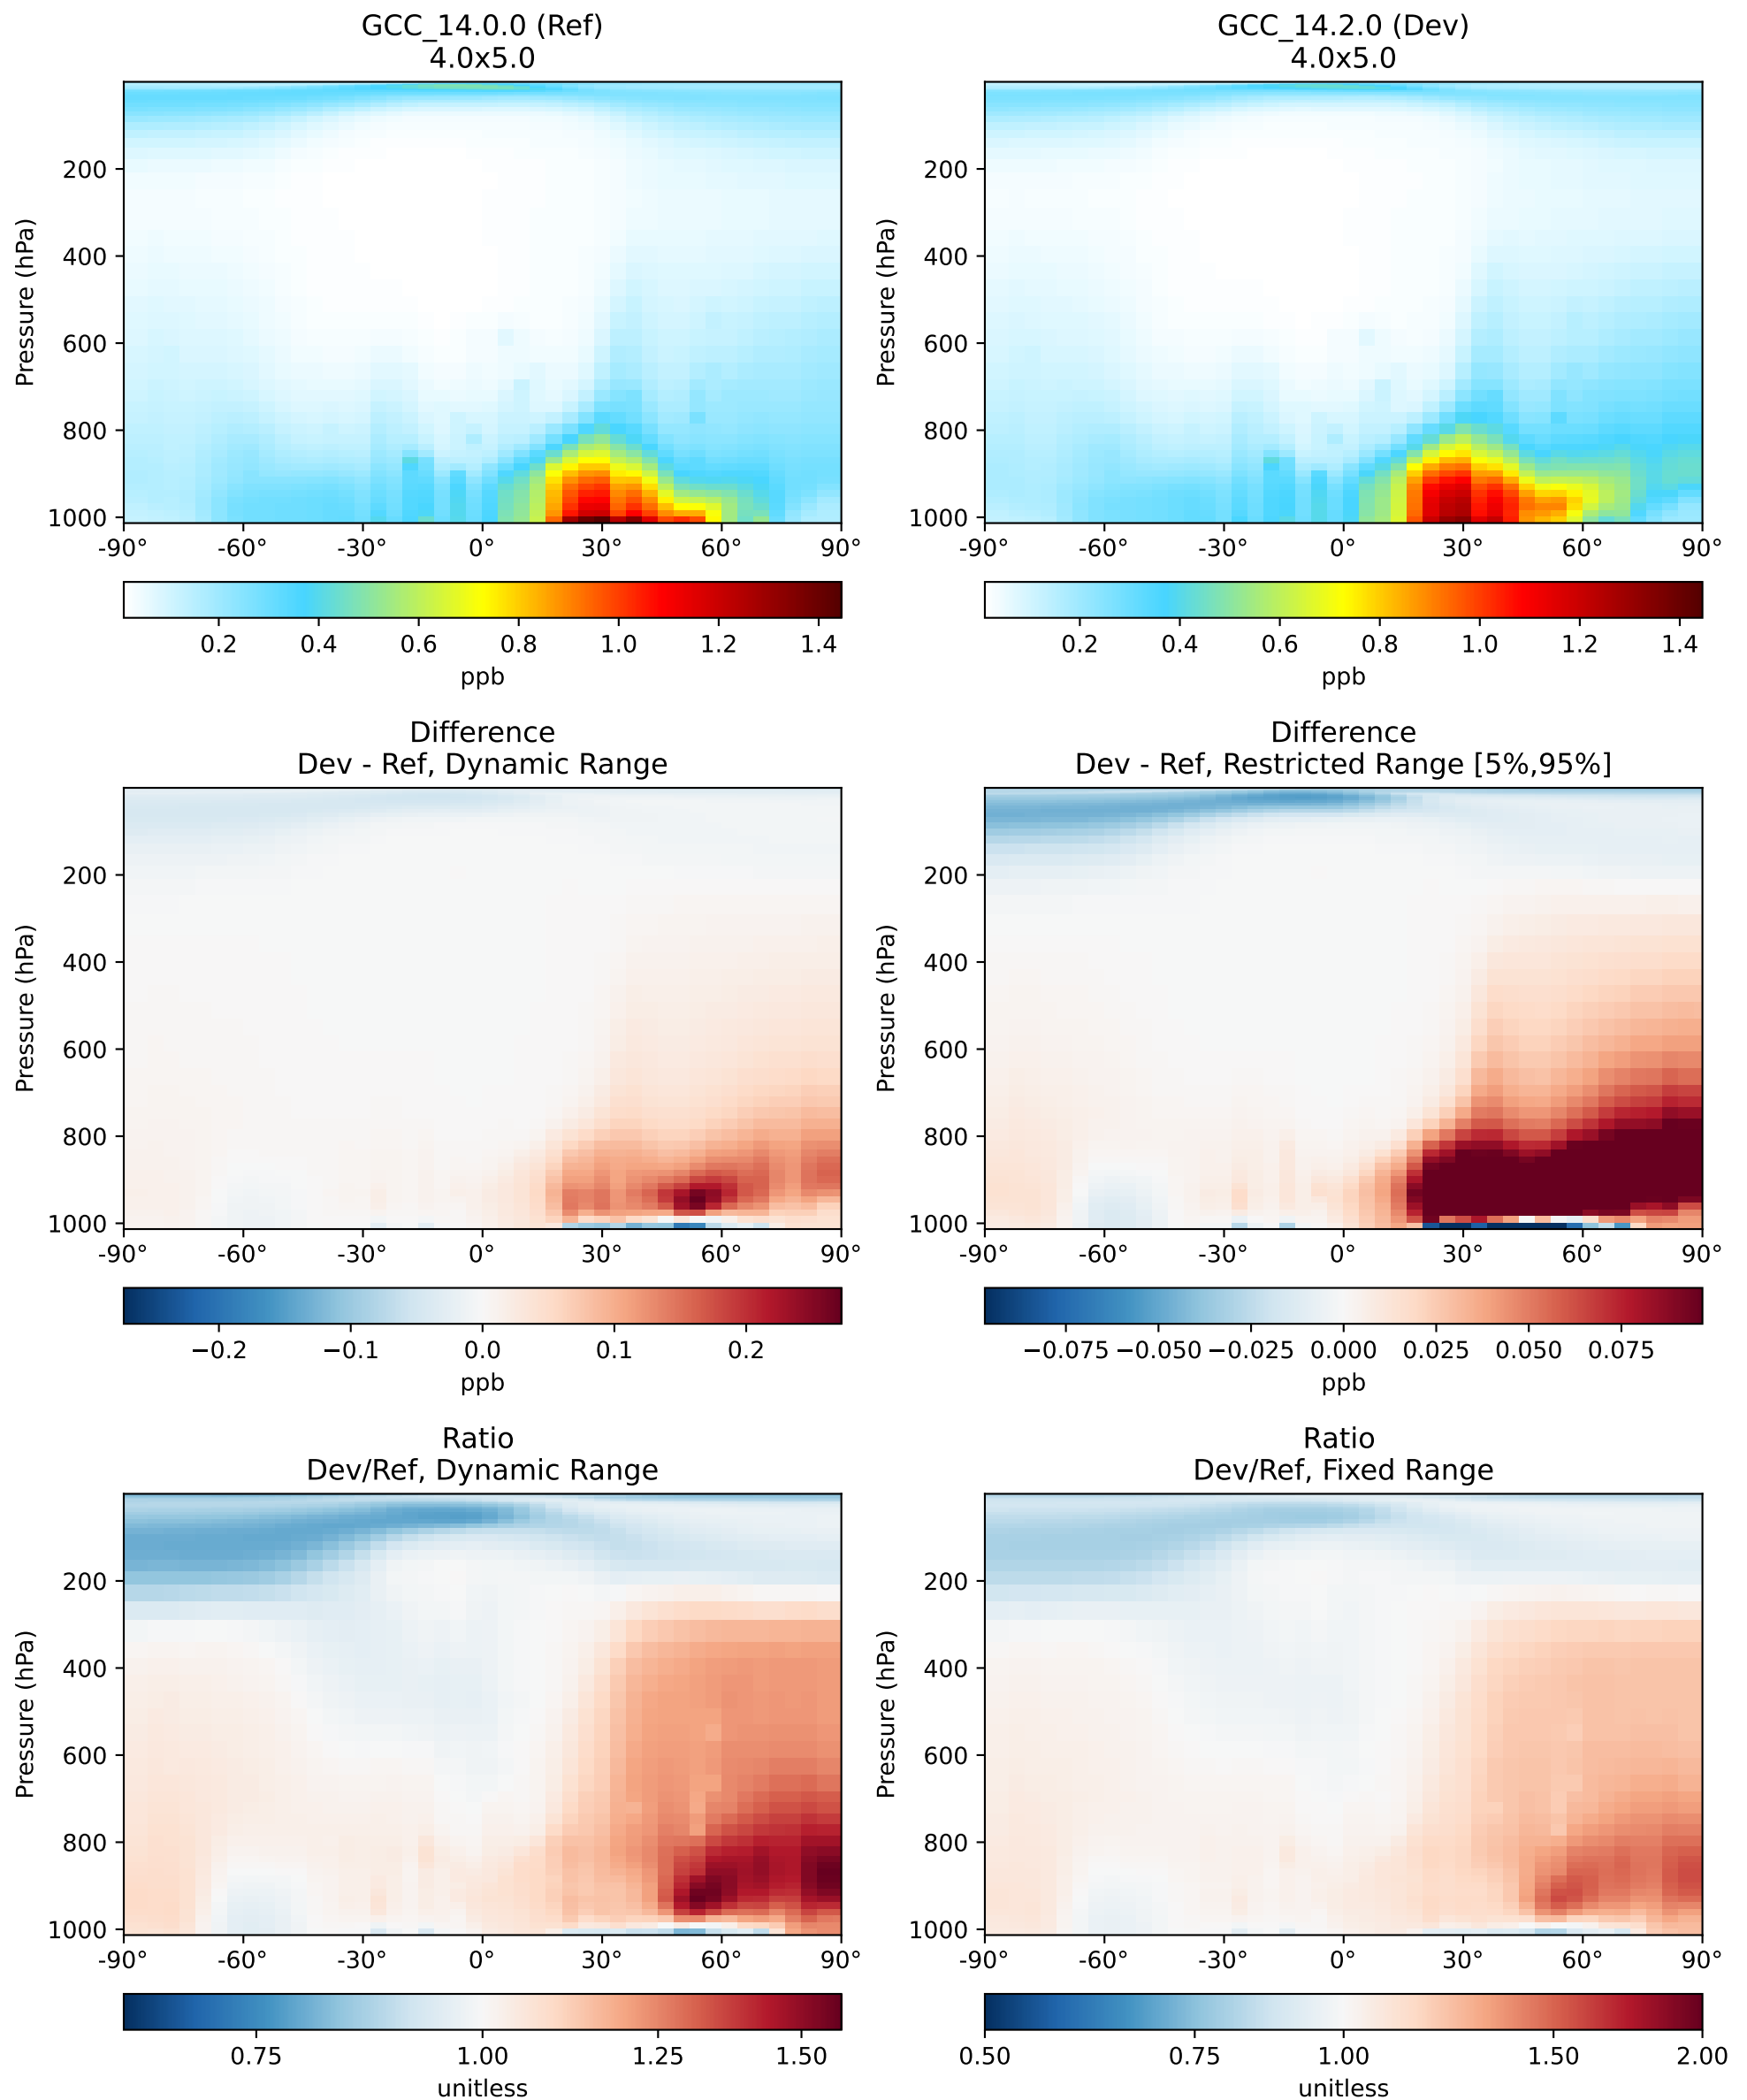 GCC_14.0.0 (Ref)
4.0x5.0
Pressure (hPa)
200
400
600
800
1000
-90° -60° -30° 0° 30° 60° 90°
0.2 0.4 0.6 0.8 1.0 1.2 1.4
ppb
GCC_14.2.0 (Dev)
4.0x5.0
Pressure (hPa)
200
400
600
800
1000
-90° -60° -30° 0° 30° 60° 90°
0.2 0.4 0.6 0.8 1.0 1.2 1.4
ppb
Difference
Dev - Ref, Dynamic Range
Pressure (hPa)
200
400
600
800
1000
-90° -60° -30° 0° 30° 60° 90°
−0.2 −0.1 0.0 0.1 0.2
ppb
Difference
Dev - Ref, Restricted Range [5%,95%]
Pressure (hPa)
200
400
600
800
1000
-90° -60° -30° 0° 30° 60° 90°
−0.075 −0.050 −0.025 0.000 0.025 0.050 0.075
ppb
Ratio
Dev/Ref, Dynamic Range
Pressure (hPa)
200
400
600
800
1000
-90° -60° -30° 0° 30° 60° 90°
0.75 1.00 1.25 1.50
unitless
Ratio
Dev/Ref, Fixed Range
Pressure (hPa)
200
400
600
800
1000
-90° -60° -30° 0° 30° 60° 90°
0.50 0.75 1.00 1.50 2.00
unitless